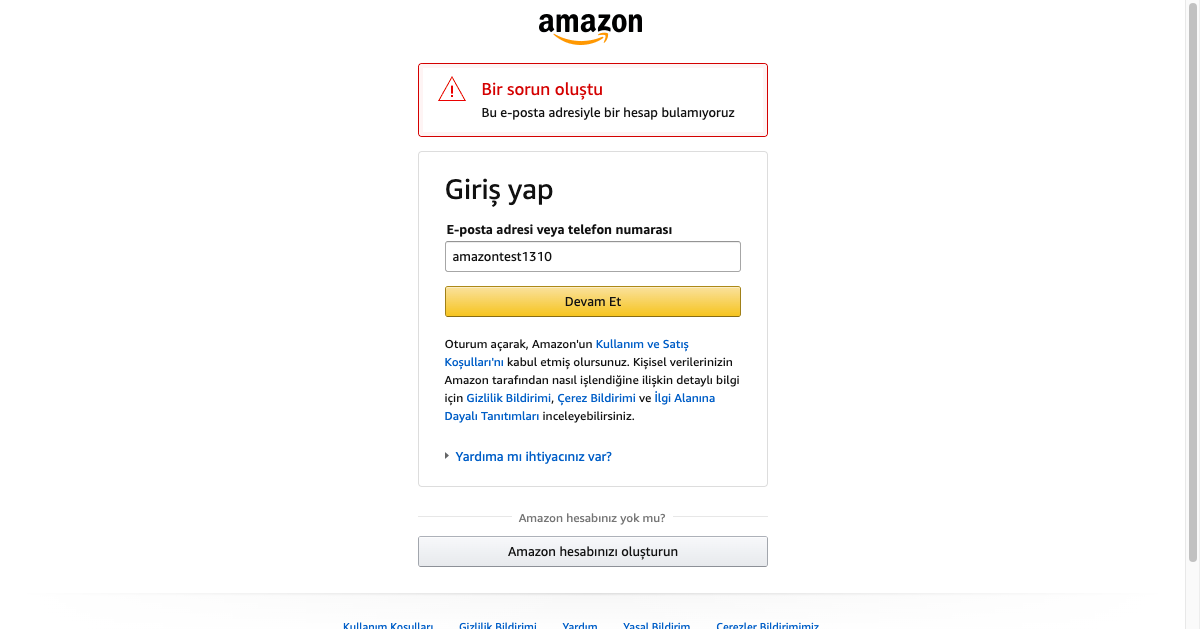 amazon
Bir sorun oluştu
Bu e-posta adresiyle bir hesap bulamıyoruz
Giriş yap
E-posta adresi veya telefon numarası
amazontest1310
Devam Et
Oturum açarak, Amazon'un Kullanım ve Satış
Koşulları'nı kabul etmiş olursunuz. Kişisel verilerinizin
Amazon tarafından nasıl işlendiğine ilişkin detaylı bilgi
için Gizlilik Bildirimi, Çerez Bildirimi ve İlgi Alanına
Dayalı Tanıtımları inceleyebilirsiniz.
Yardıma mı ihtiyacınız var?
Amazon hesabınız yok mu?
Amazon hesabınızı oluşturun
Kullanım Koşulları Gizlilik Bildirimi Yardım Yasal Bildirim Çerezler Bildirimimiz